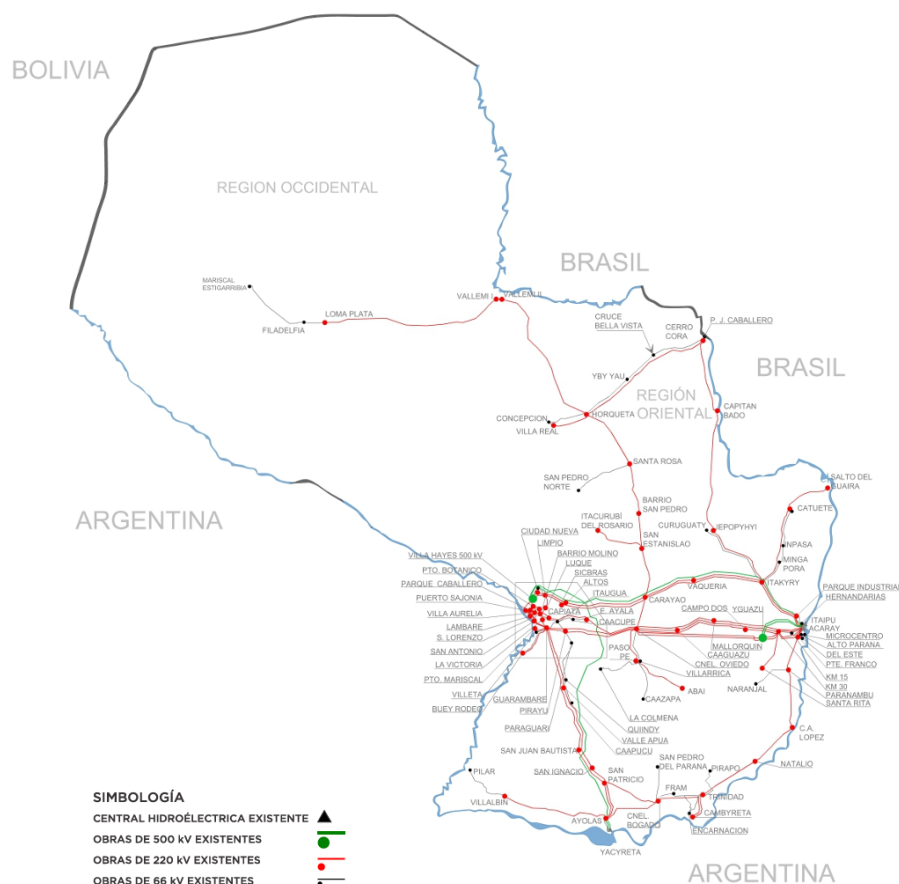 BOLIVIA
REGION OCCIDENTAL
BRASIL
MARISCAL
ESTIGARRIBIA
FILADELFIA
LOMA PLATA
VALLEMI I
VALLEMI II
CRUCE
BELLA VISTA
CERRO
CORA
P. J. CABALLERO
BRASIL
YBY YAU
REGIÓN
ORIENTAL
CAPITAN
BADO
CONCEPCION
VILLA REAL
HORQUETA
SANTA ROSA
SAN PEDRO
NORTE
SALTO DEL
GUAIRA
ARGENTINA
BARRIO
SAN PEDRO
ITACURUBÍ
DEL ROSARIO
CURUGUATY
IEPOPYHYI
CATUETE
CIUDAD NUEVA
LIMPIO
SAN
ESTANISLAO
INPASA
VILLA HAYES 500 kV
BARRIO MOLINO
LUQUE
MINGA
PORA
PTO. BOTANICO
SICBRAS
ALTOS
PARQUE CABALLERO
ITAUGUA
VAQUERIA
ITAKYRY
PARQUE INDUSTRIAL
HERNANDARIAS
PUERTO SAJONIA
E. AYALA
CARAYAO
CAPIATA
CAMPO DOS
YGUAZU
VILLA AURELIA
CAACUPE
ITAIPU
ACARAY
LAMBARE
MICROCENTRO
S. LORENZO
ALTO PARANA
SAN ANTONIO
PASO
PE
MALLORQUIN
DEL ESTE
CAAGUAZU
PTE. FRANCO
LA VICTORIA
CNEL. OVIEDO
VILLARRICA
KM 15
PTO. MARISCAL
NARANJAL
KM 30
VILLETA
GUARAMBARE
ABAI
PARANAMBU
SANTA RITA
BUEY RODEO
PIRAYU
CAAZAPA
PARAGUARI
LA COLMENA
QUIINDY
C.A.
LOPEZ
VALLE APUA
CAAPUCU
SAN JUAN BAUTISTA
SAN PEDRO
DEL PARANA
PIRAPO
NATALIO
SAN IGNACIO
SAN
PATRICIO
PILAR
FRAM
TRINIDAD
VILLALBIN
CAMBYRETA
AYOLAS
CNEL.
BOGADO
ENCARNACION
YACYRETA
ARGENTINA
SIMBOLOGÍA
CENTRAL HIDROÉLECTRICA EXISTENTE
OBRAS DE 500 kV EXISTENTES
OBRAS DE 220 kV EXISTENTES
OBRAS DE 66 kV EXISTENTES